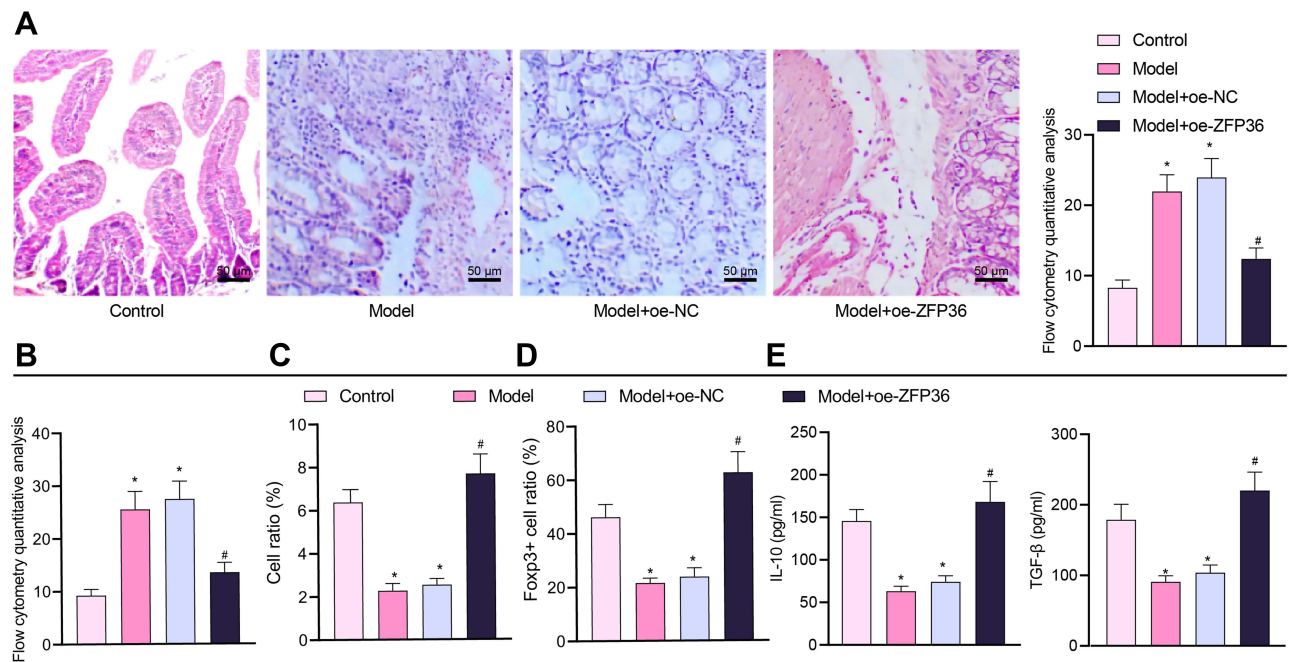 A
50 μm
50 μm
50 μm
50 μm
Control
Model
Model+oe-NC
Model+oe-ZFP36
Control
Model
Model+oe-NC
Model+oe-ZFP36
Flow cytometry quantitative analysis
30
20
10
0
*
*
#
B
C
D
E
Control
Model
Model+oe-NC
Model+oe-ZFP36
Flow cytometry quantitative analysis
40
30
20
10
0
*
*
#
Cell ratio (%)
10
8
6
4
2
0
*
*
#
Foxp3+ cell ratio (%)
80
60
40
20
0
*
*
#
IL-10 (pg/ml)
250
200
150
100
50
0
*
*
#
TGF-β (pg/ml)
300
200
100
0
*
*
#